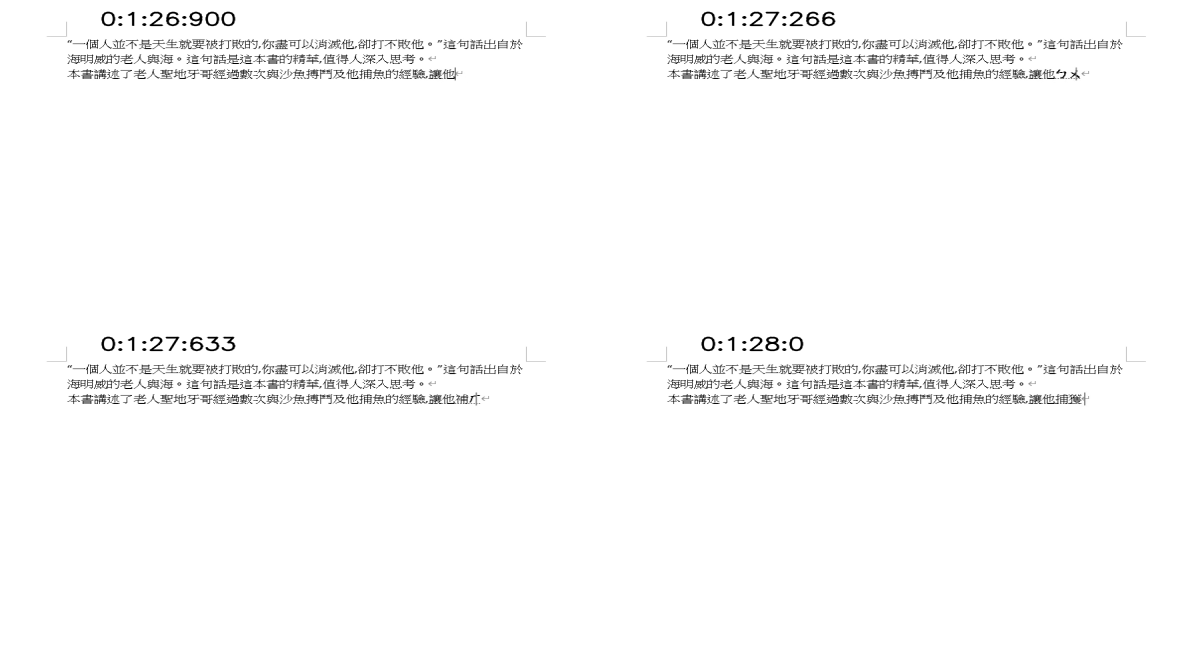 0:1:26:900
“一個人並不是天生就要被打敗的,你盡可以消滅他,卻打不敗他。”這句話出自於
海明威的老人與海。這句話是這本書的精華,值得人深入思考。
本書講述了老人聖地牙哥經過數次與沙魚搏鬥及他捕魚的經驗,讓他
0:1:27:266
“一個人並不是天生就要被打敗的,你盡可以消滅他,卻打不敗他。”這句話出自於
海明威的老人與海。這句話是這本書的精華,值得人深入思考。
本書講述了老人聖地牙哥經過數次與沙魚搏鬥及他捕魚的經驗,讓他ㄅㄨ
0:1:27:633
“一個人並不是天生就要被打敗的,你盡可以消滅他,卻打不敗他。”這句話出自於
海明威的老人與海。這句話是這本書的精華,值得人深入思考。
本書講述了老人聖地牙哥經過數次與沙魚搏鬥及他捕魚的經驗,讓他補ㄏ
0:1:28:0
“一個人並不是天生就要被打敗的,你盡可以消滅他,卻打不敗他。”這句話出自於
海明威的老人與海。這句話是這本書的精華,值得人深入思考。
本書講述了老人聖地牙哥經過數次與沙魚搏鬥及他捕魚的經驗,讓他捕獲